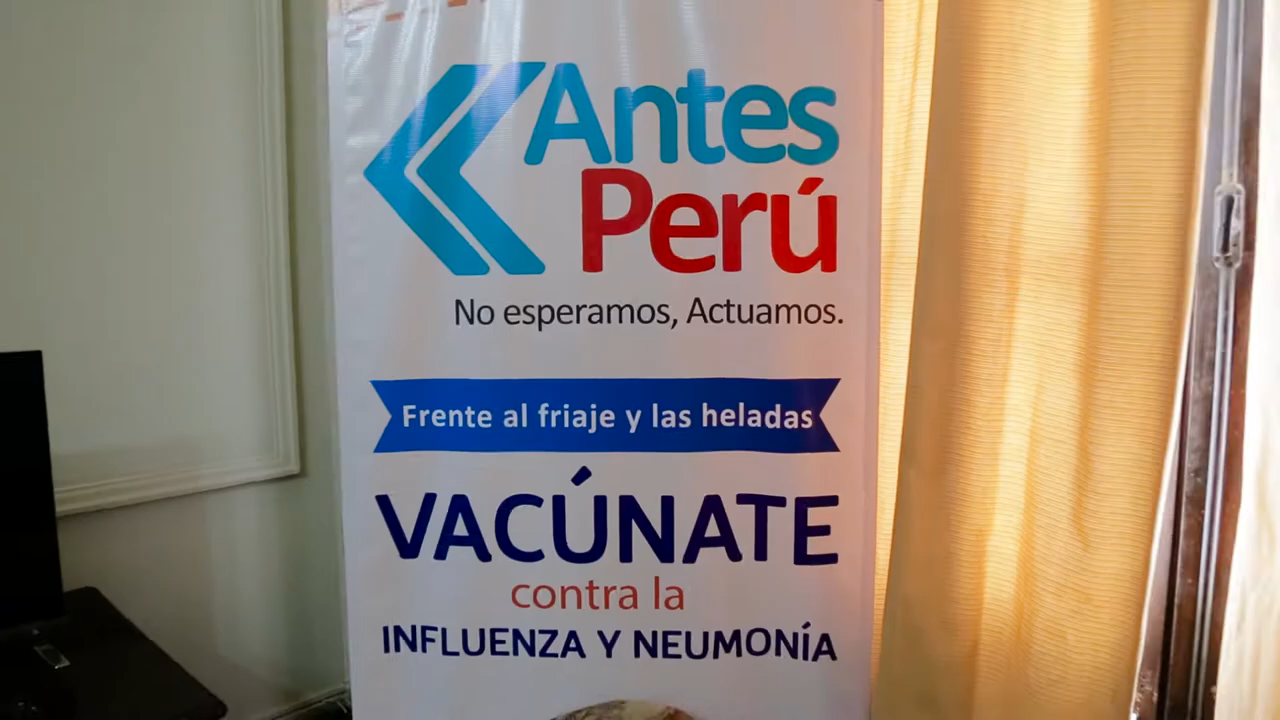 Antes
Perú
No esperamos, Actuamos.
Frente al friaje y las heladas
VACÚNATE
contra la
INFLUENZA Y NEUMONÍA